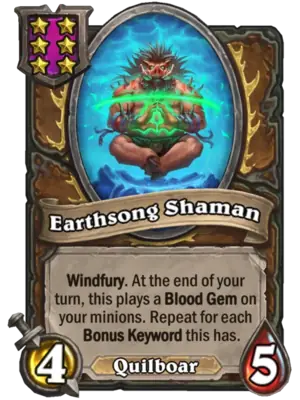 Earthsong Shaman
Windfury. At the end of your
turn, this plays a Blood Gem on
your minions. Repeat for each
Bonus Keyword this has.
4
Quilboar
5